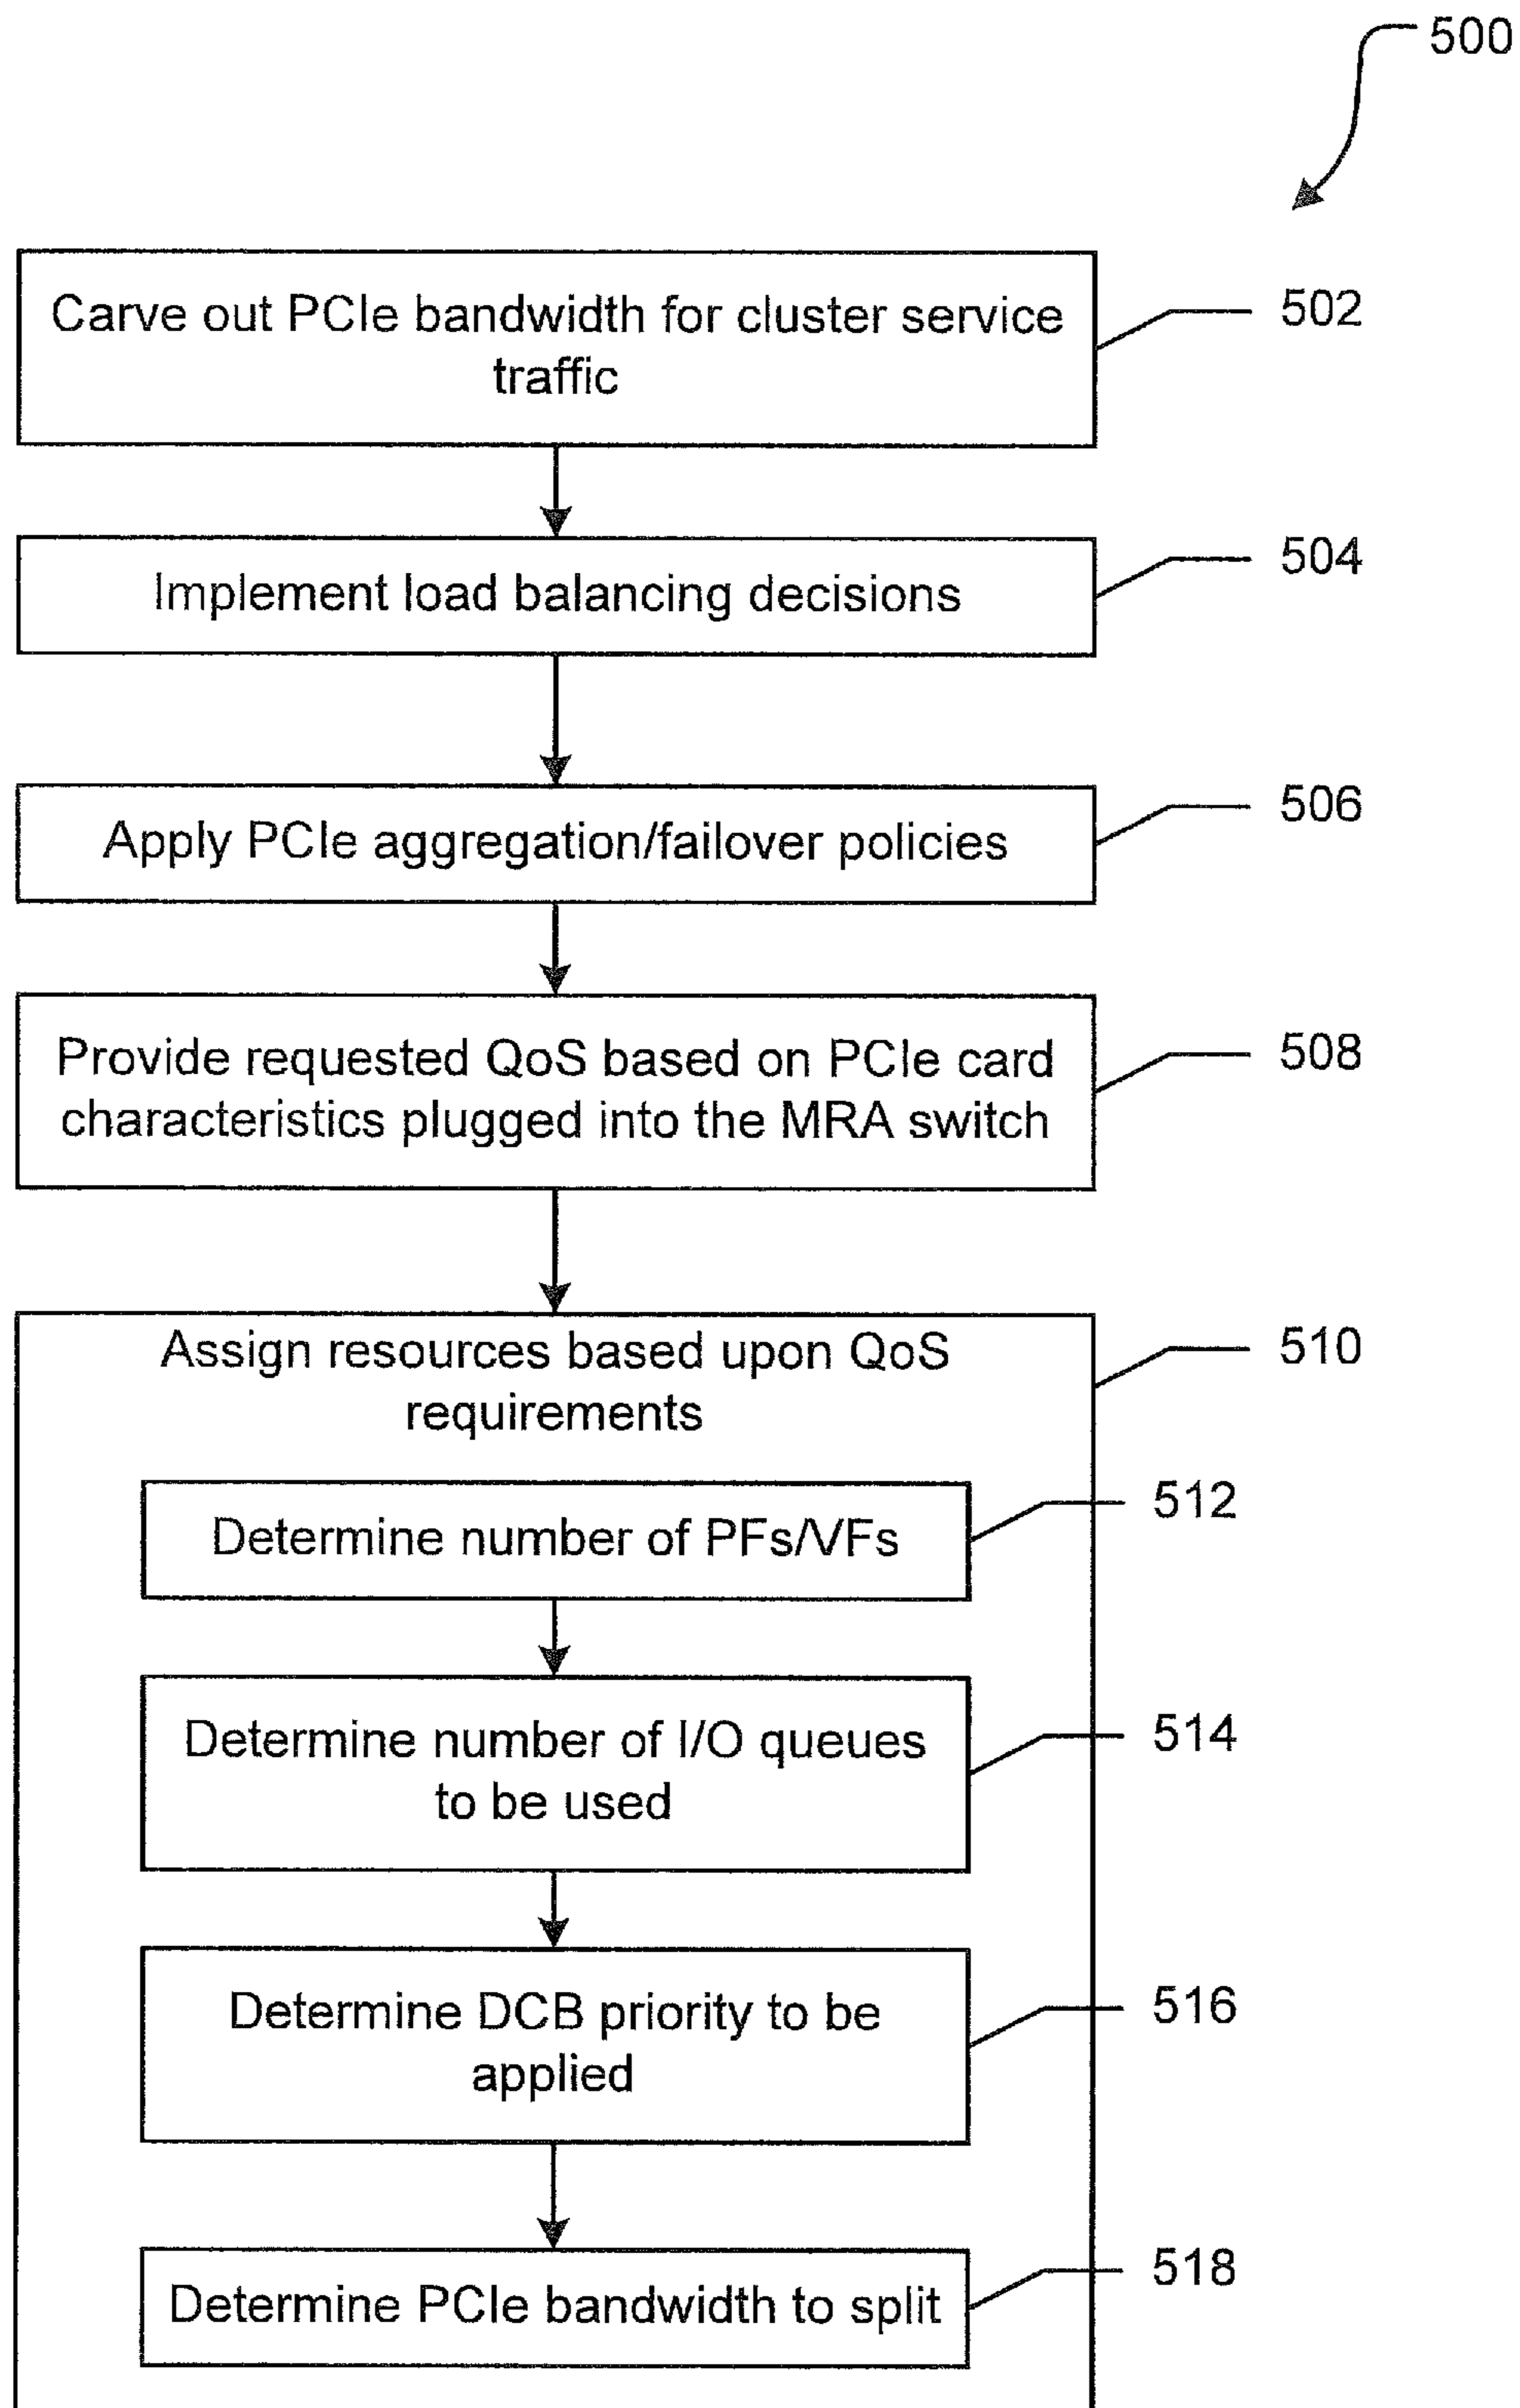 500
Carve out PCIe bandwidth for cluster service
traffic
502
Implement load balancing decisions
504
Apply PCIe aggregation/failover policies
506
Provide requested QoS based on PCIe card
characteristics plugged into the MRA switch
508
Assign resources based upon QoS
requirements
510
Determine number of PFs/VFs
512
Determine number of I/O queues
to be used
514
Determine DCB priority to be
applied
516
Determine PCIe bandwidth to split
518